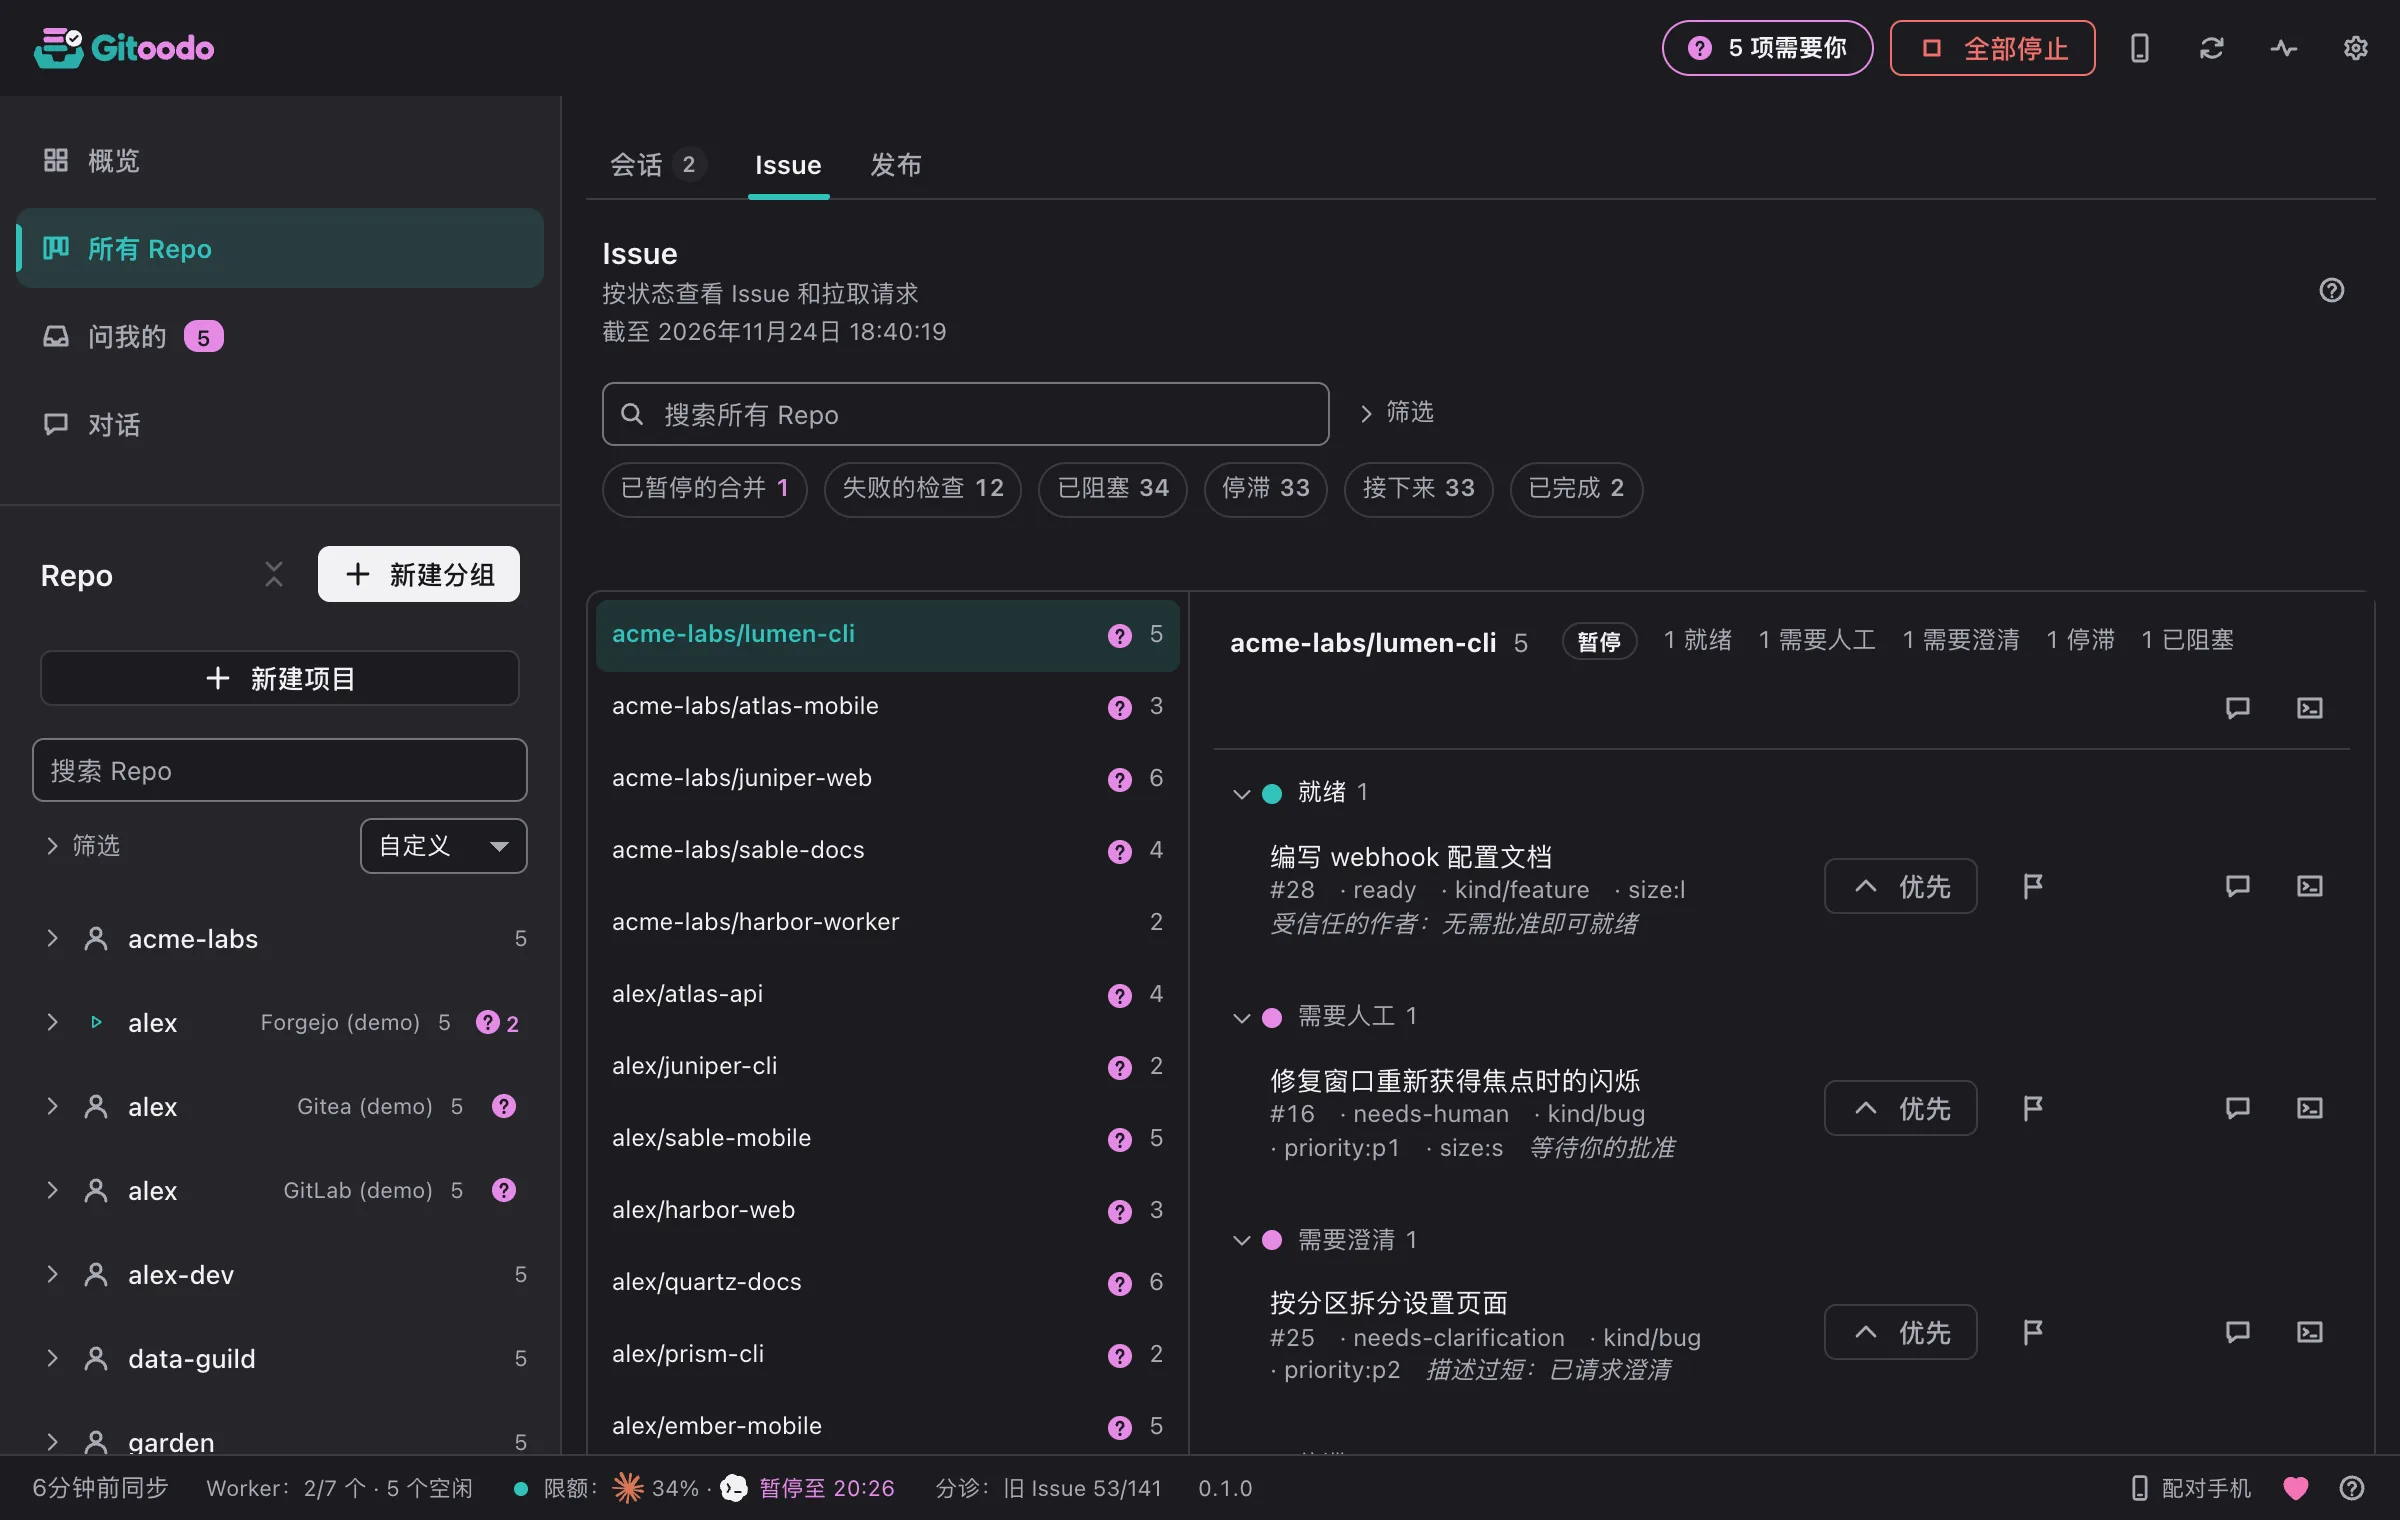 Gitoodo
5 项需要你
全部停止
概览
所有 Repo
问我的 5
对话
Repo
新建分组
新建项目
搜索 Repo
筛选
自定义
acme-labs 5
alex Forgejo (demo) 5 2
alex Gitea (demo) 5
alex GitLab (demo) 5
alex-dev 5
data-guild 5
garden 5
会话 2
Issue
发布
Issue
按状态查看 Issue 和拉取请求
截至 2026年11月24日 18:40:19
搜索所有 Repo
筛选
已暂停的合并 1
失败的检查 12
已阻塞 34
停滞 33
接下来 33
已完成 2
acme-labs/lumen-cli 5
acme-labs/atlas-mobile 3
acme-labs/juniper-web 6
acme-labs/sable-docs 4
acme-labs/harbor-worker 2
alex/atlas-api 4
alex/juniper-cli 2
alex/sable-mobile 5
alex/harbor-web 3
alex/quartz-docs 6
alex/prism-cli 2
alex/ember-mobile 5
acme-labs/lumen-cli 5 暂停 1 就绪 1 需要人工 1 需要澄清 1 停滞 1 已阻塞
就绪 1
编写 webhook 配置文档
#28 · ready · kind/feature · size:l
受信任的作者：无需批准即可就绪
优先
需要人工 1
修复窗口重新获得焦点时的闪烁
#16 · needs-human · kind/bug
· priority:p1 · size:s 等待你的批准
优先
需要澄清 1
按分区拆分设置页面
#25 · needs-clarification · kind/bug
· priority:p2 描述过短：已请求澄清
优先
6分钟前同步 Worker：2/7 个 · 5 个空闲 限额： 34% · 暂停至 20:26 分诊：旧 Issue 53/141 0.1.0
配对手机